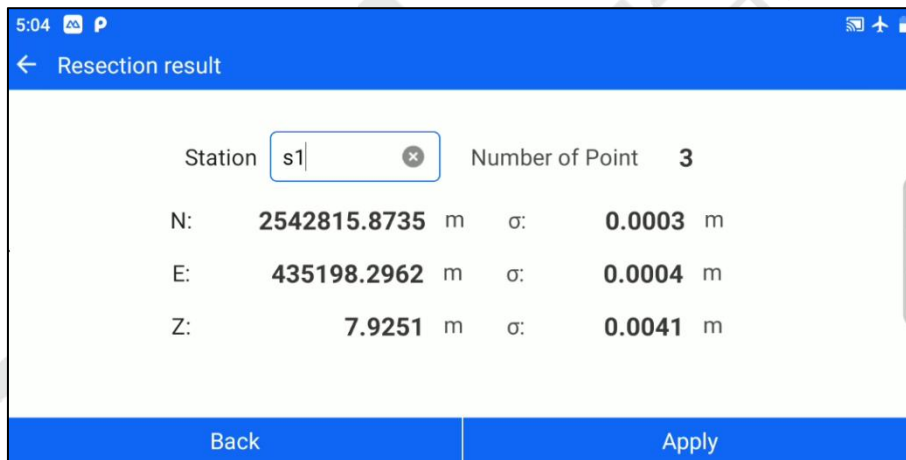 5:04
← Resection result
Station s1 Number of Point 3
N: 2542815.8735 m σ: 0.0003 m
E: 435198.2962 m σ: 0.0004 m
Z: 7.9251 m σ: 0.0041 m
Back Apply